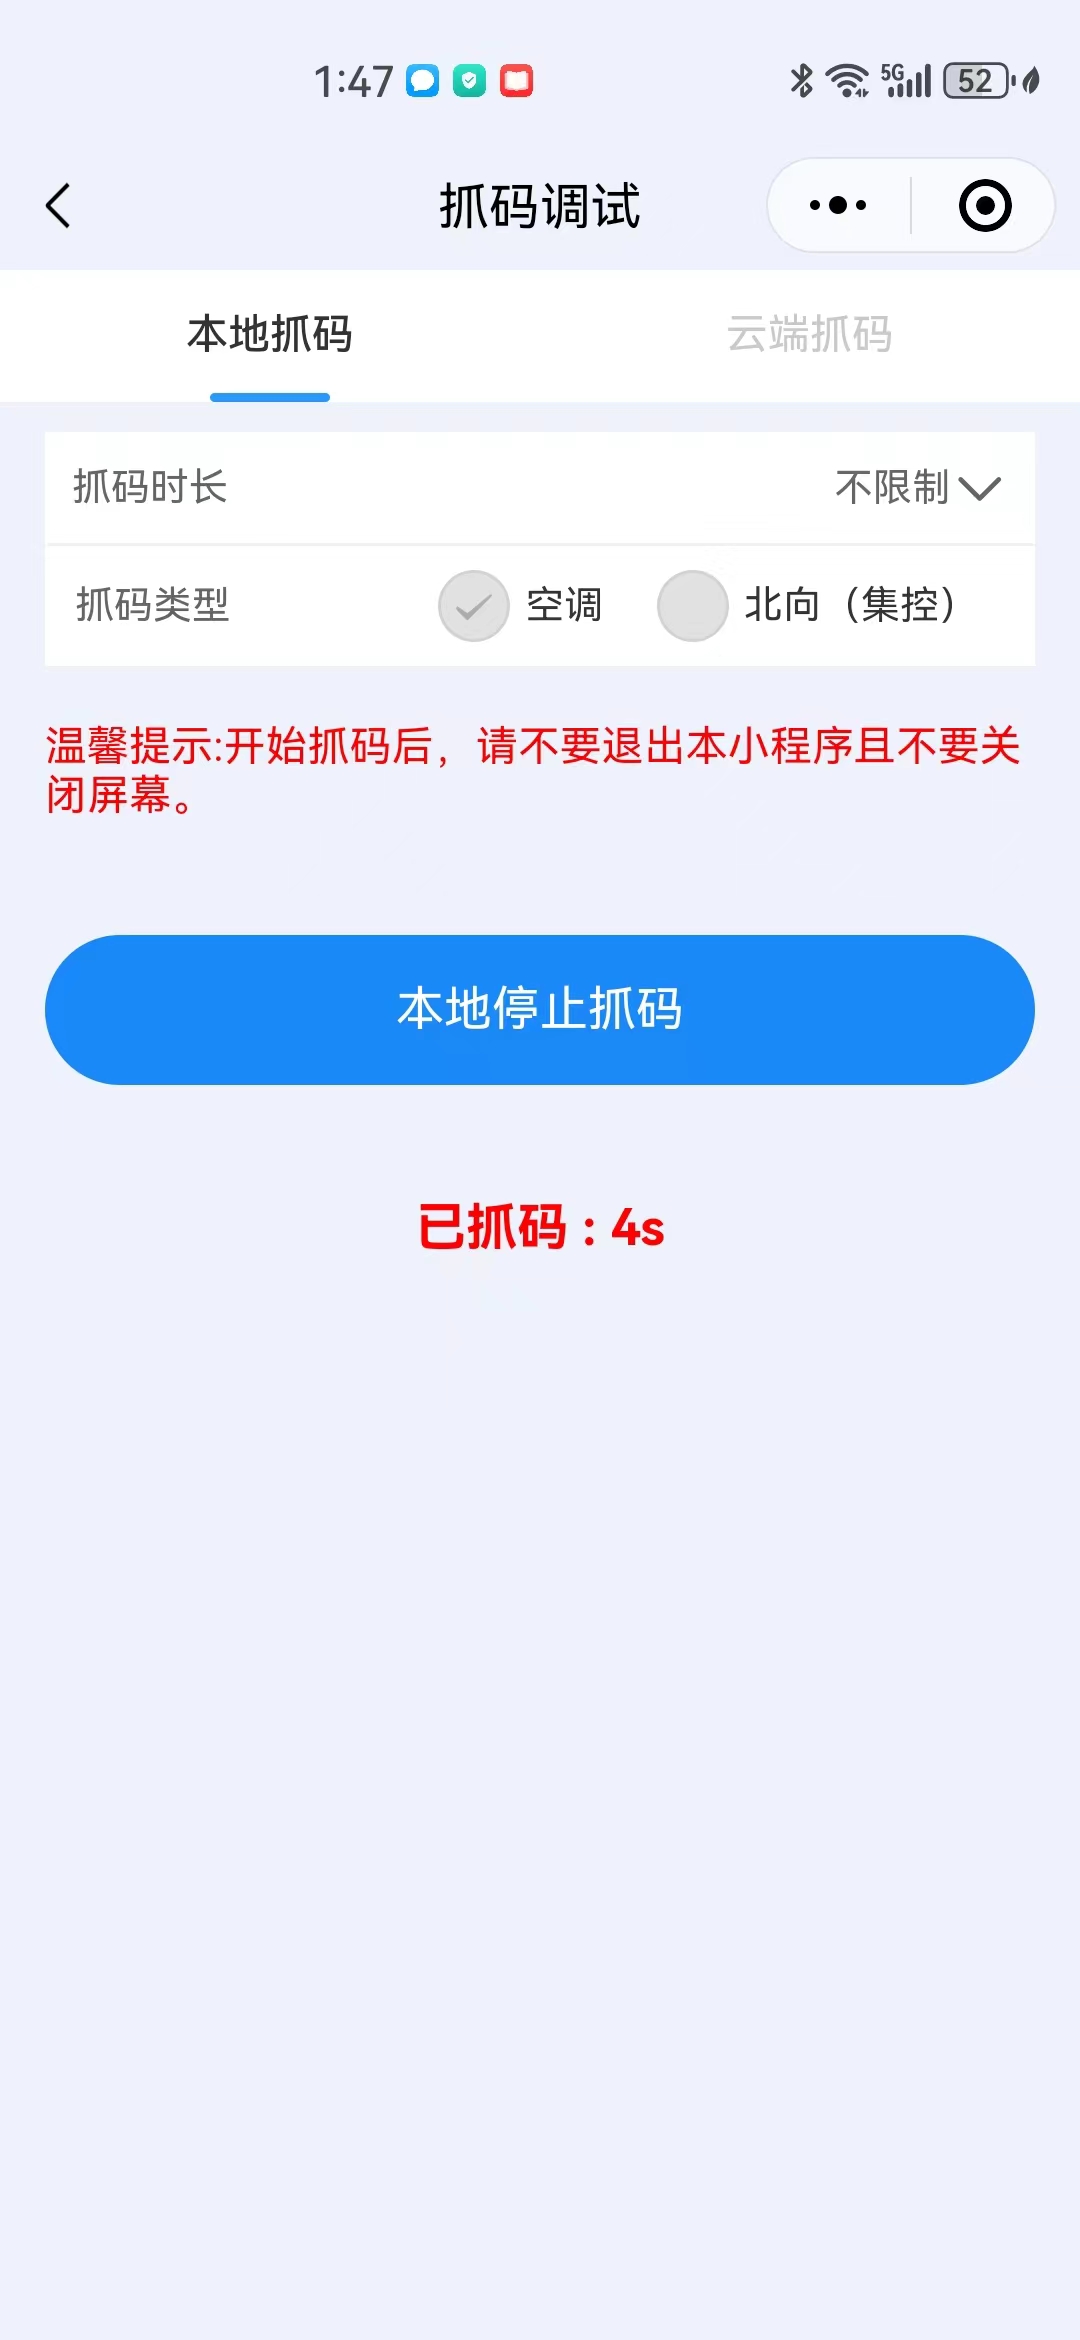 1:47
5G
52
抓码调试
本地抓码
云端抓码
抓码时长
不限制
抓码类型
空调
北向（集控）
温馨提示:开始抓码后，请不要退出本小程序且不要关
闭屏幕。
本地停止抓码
已抓码：4s